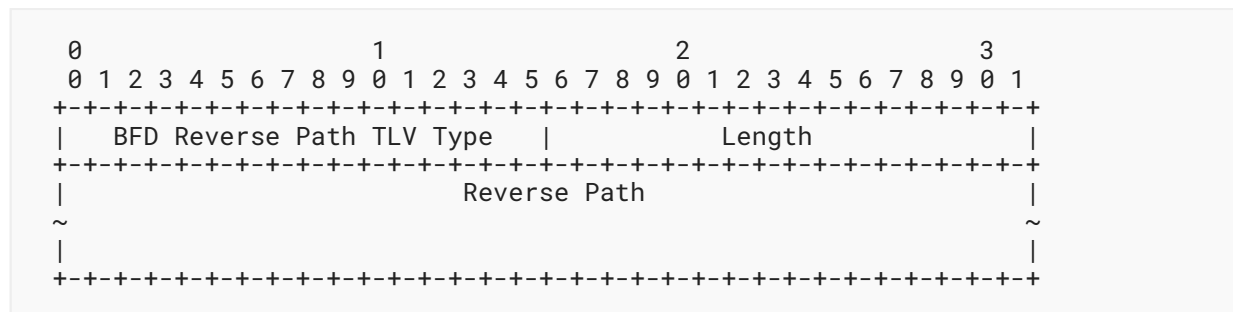 0                   1                   2                   3
 0 1 2 3 4 5 6 7 8 9 0 1 2 3 4 5 6 7 8 9 0 1 2 3 4 5 6 7 8 9 0 1
+-+-+-+-+-+-+-+-+-+-+-+-+-+-+-+-+-+-+-+-+-+-+-+-+-+-+-+-+-+-+-+-+
|   BFD Reverse Path TLV Type   |           Length              |
+-+-+-+-+-+-+-+-+-+-+-+-+-+-+-+-+-+-+-+-+-+-+-+-+-+-+-+-+-+-+-+-+
|                          Reverse Path                         |
~                                                               ~
|                                                               |
+-+-+-+-+-+-+-+-+-+-+-+-+-+-+-+-+-+-+-+-+-+-+-+-+-+-+-+-+-+-+-+-+